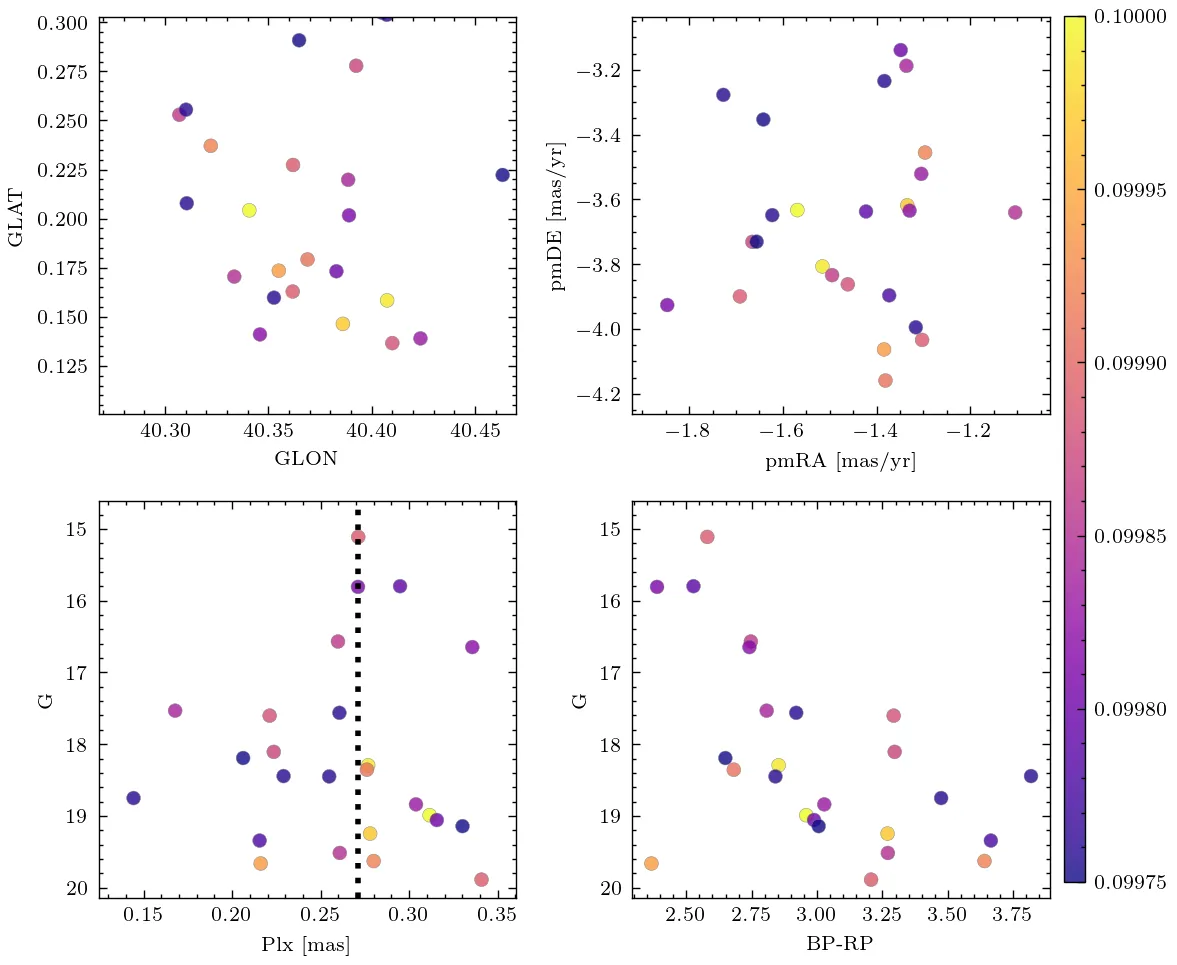 0.300
0.275
0.250
0.225
0.200
0.175
0.150
0.125
GLAT
40.30 40.35 40.40 40.45
GLON
−3.2
−3.4
−3.6
−3.8
−4.0
−4.2
pmDE [mas/yr]
−1.8 −1.6 −1.4 −1.2
pmRA [mas/yr]
0.10000
0.09995
0.09990
0.09985
0.09980
0.09975
15
16
17
18
19
20
G
0.15 0.20 0.25 0.30 0.35
Plx [mas]
15
16
17
18
19
20
G
2.50 2.75 3.00 3.25 3.50 3.75
BP-RP